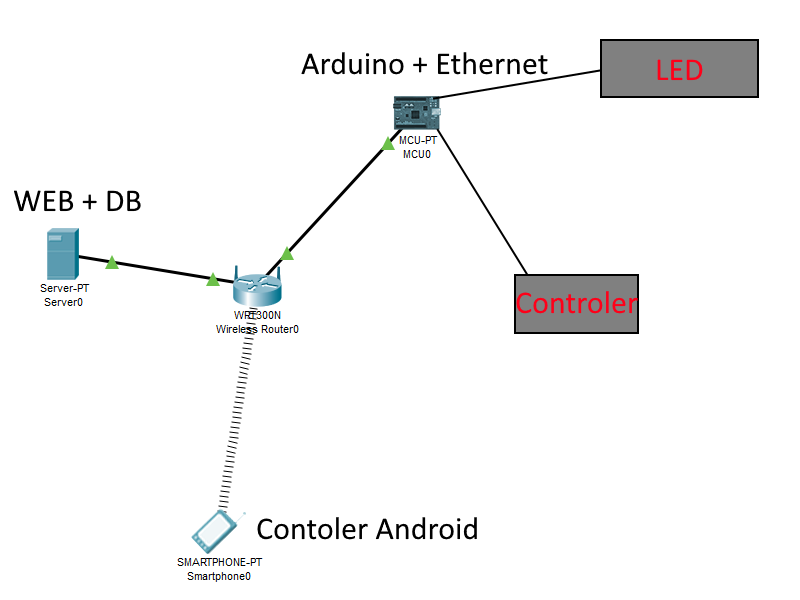 Arduino + Ethernet
LED
MCU-PT
MCU0
WEB + DB
Server-PT
Server0
Controler
WRT300N
Wireless Router0
Contoler Android
SMARTPHONE-PT
Smartphone0